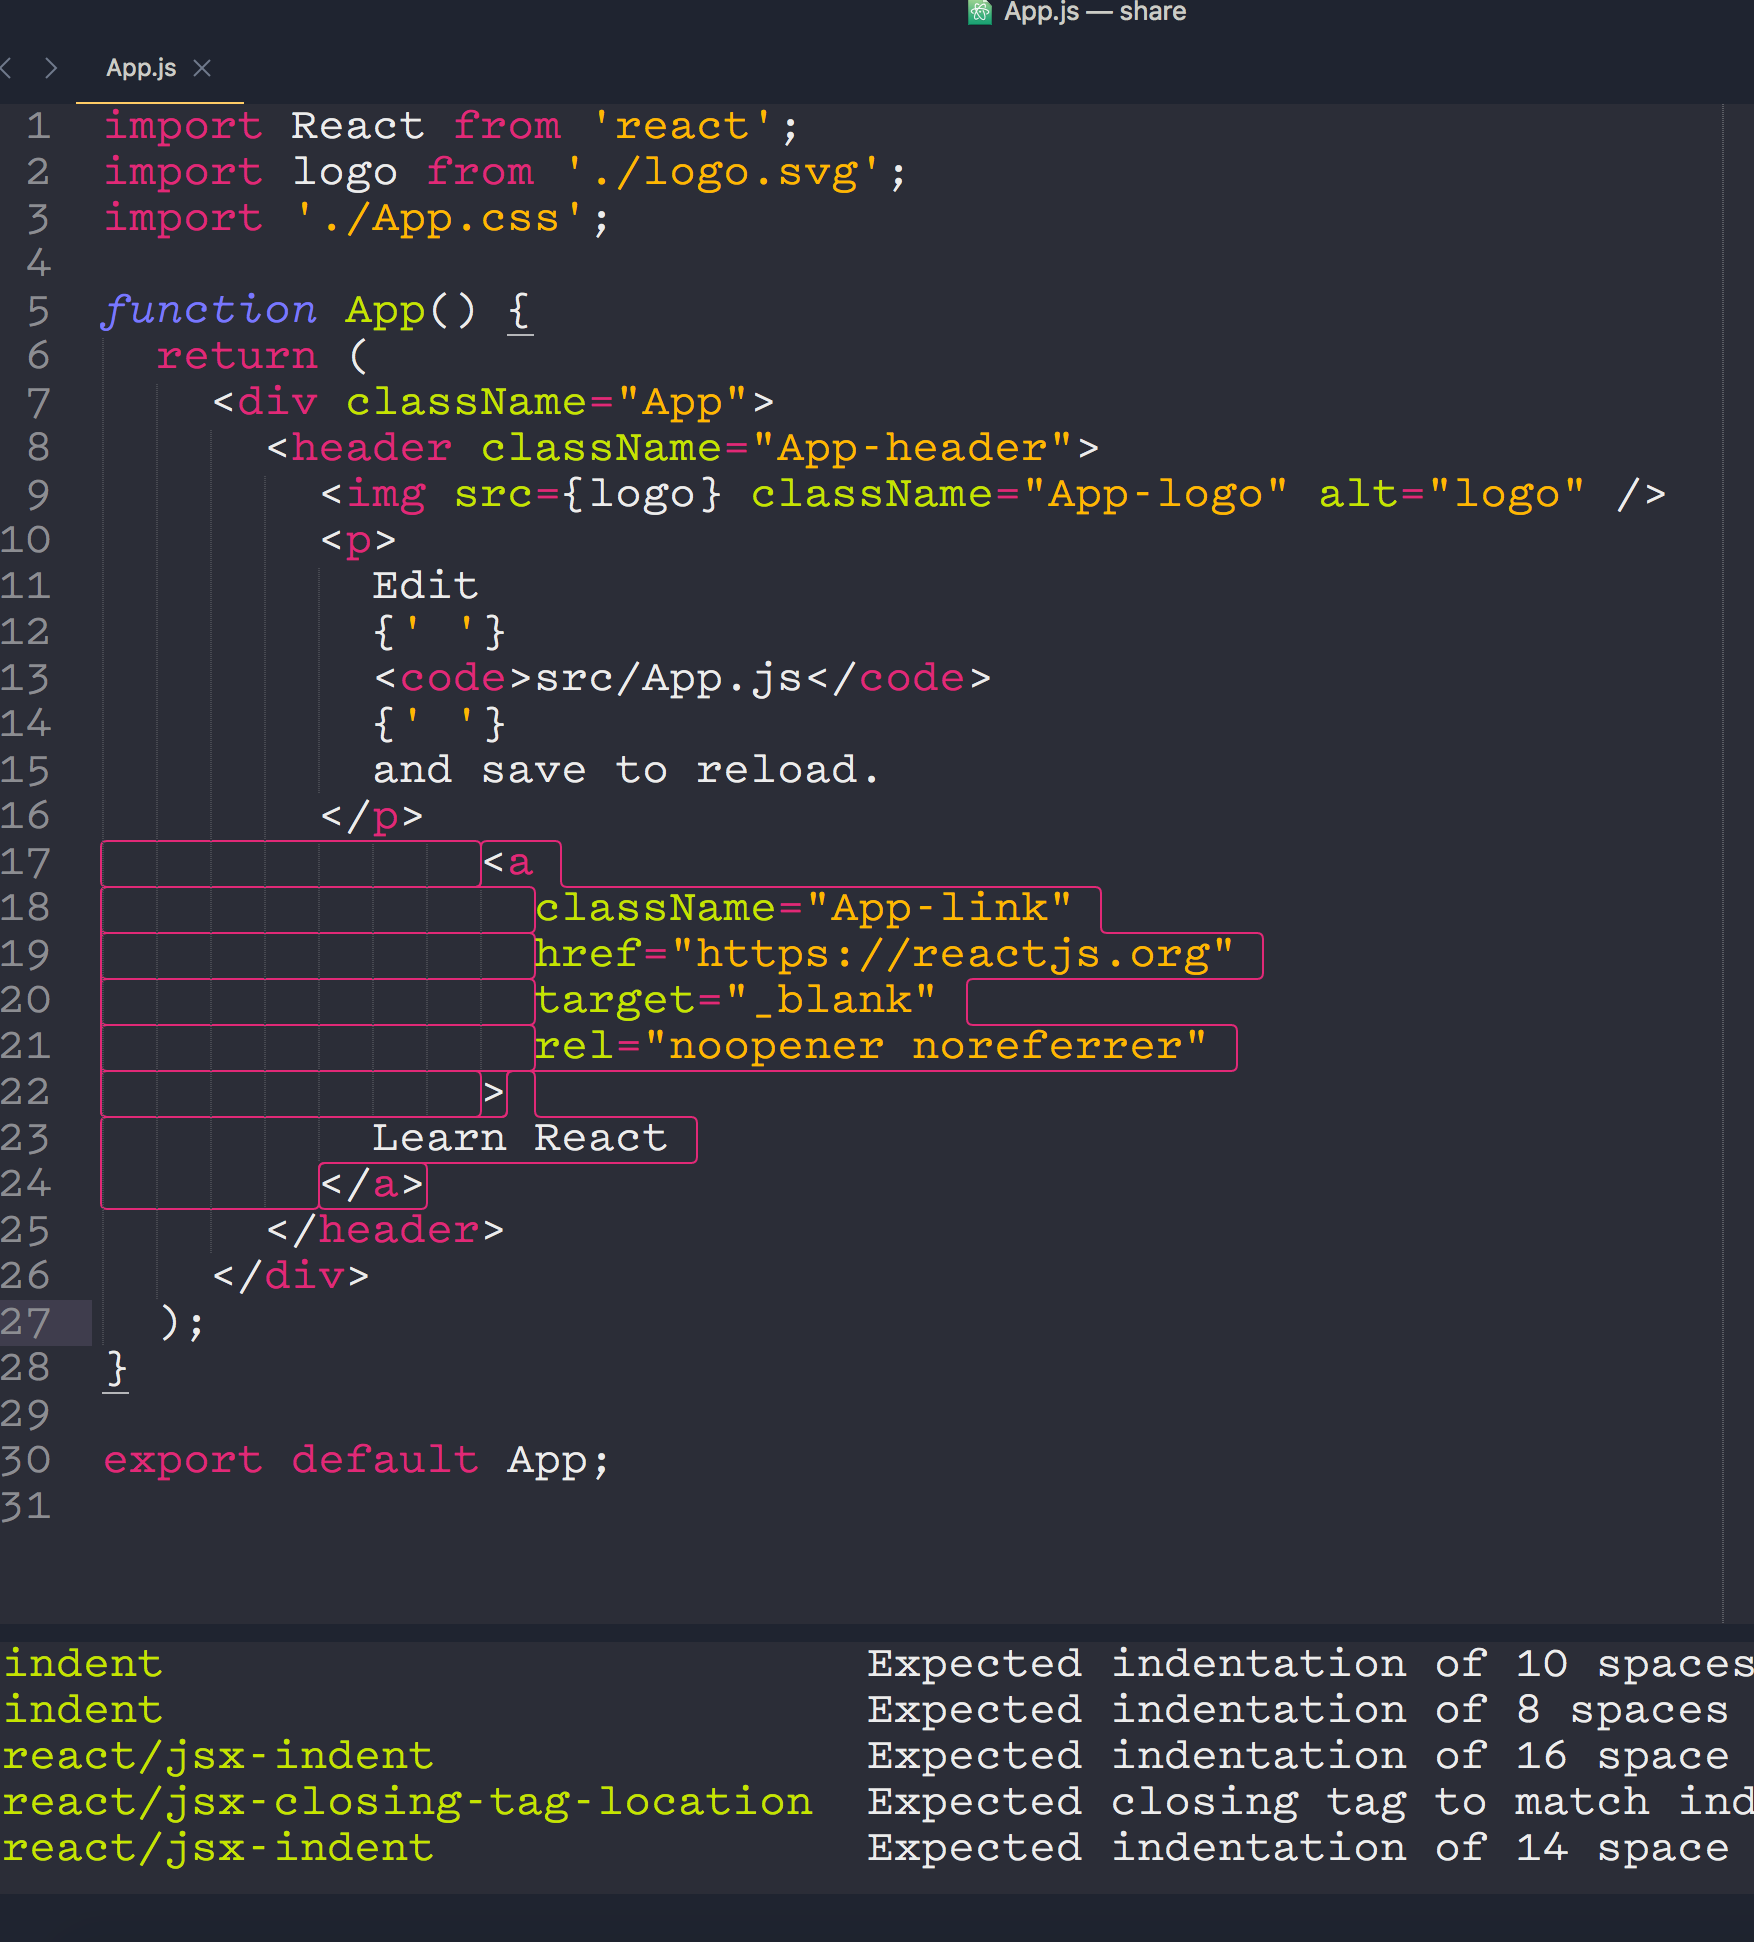 App.js — share
App.js
1 import React from 'react';
2 import logo from './logo.svg';
3 import './App.css';
4
5 function App() {
6   return (
7     <div className="App">
8       <header className="App-header">
9         <img src={logo} className="App-logo" alt="logo" />
10         <p>
11           Edit
12           {' '}
13           <code>src/App.js</code>
14           {' '}
15           and save to reload.
16         </p>
17               <a
18                 className="App-link"
19                 href="https://reactjs.org"
20                 target="_blank"
21                 rel="noopener noreferrer"
22               >
23           Learn React
24         </a>
25       </header>
26     </div>
27   );
28 }
29
30 export default App;
31
indent Expected indentation of 10 spaces
indent Expected indentation of 8 spaces
react/jsx-indent Expected indentation of 16 space
react/jsx-closing-tag-location Expected closing tag to match ind
react/jsx-indent Expected indentation of 14 space